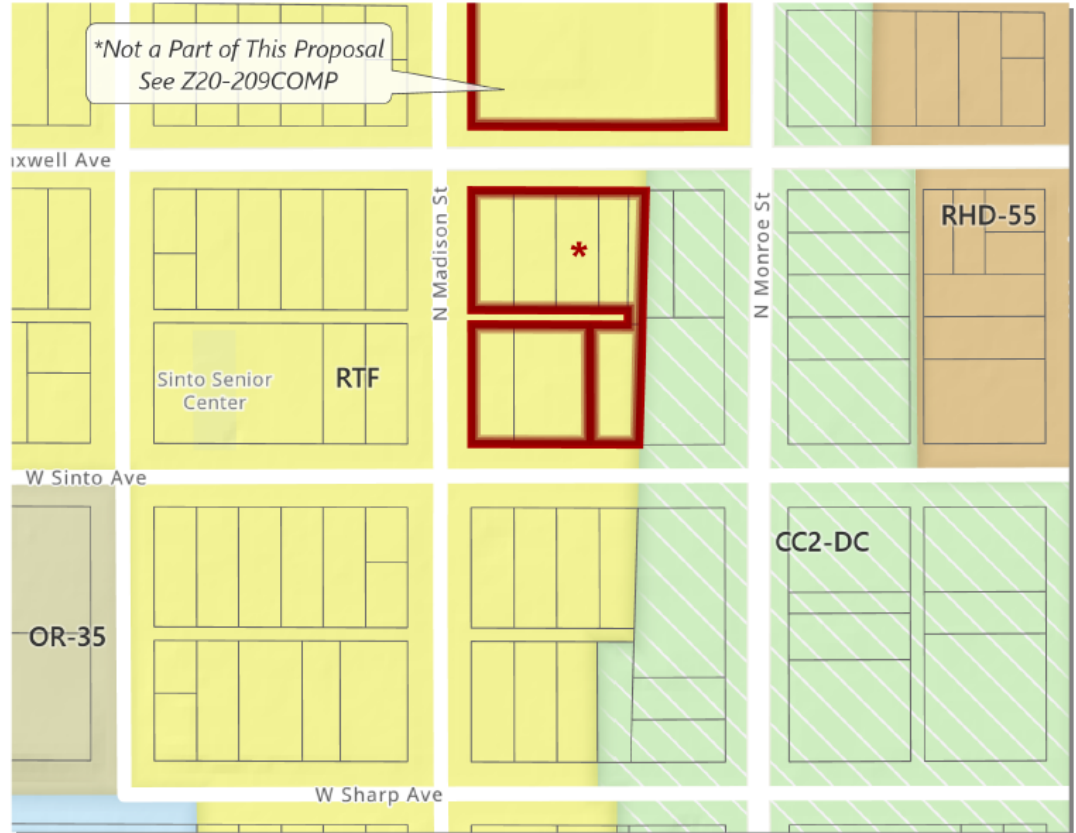 *Not a Part of This Proposal
See Z20-209COMP
axwell Ave
N Madison St
N Monroe St
RHD-55
*
Sinto Senior
Center
RTF
W Sinto Ave
CC2-DC
OR-35
W Sharp Ave